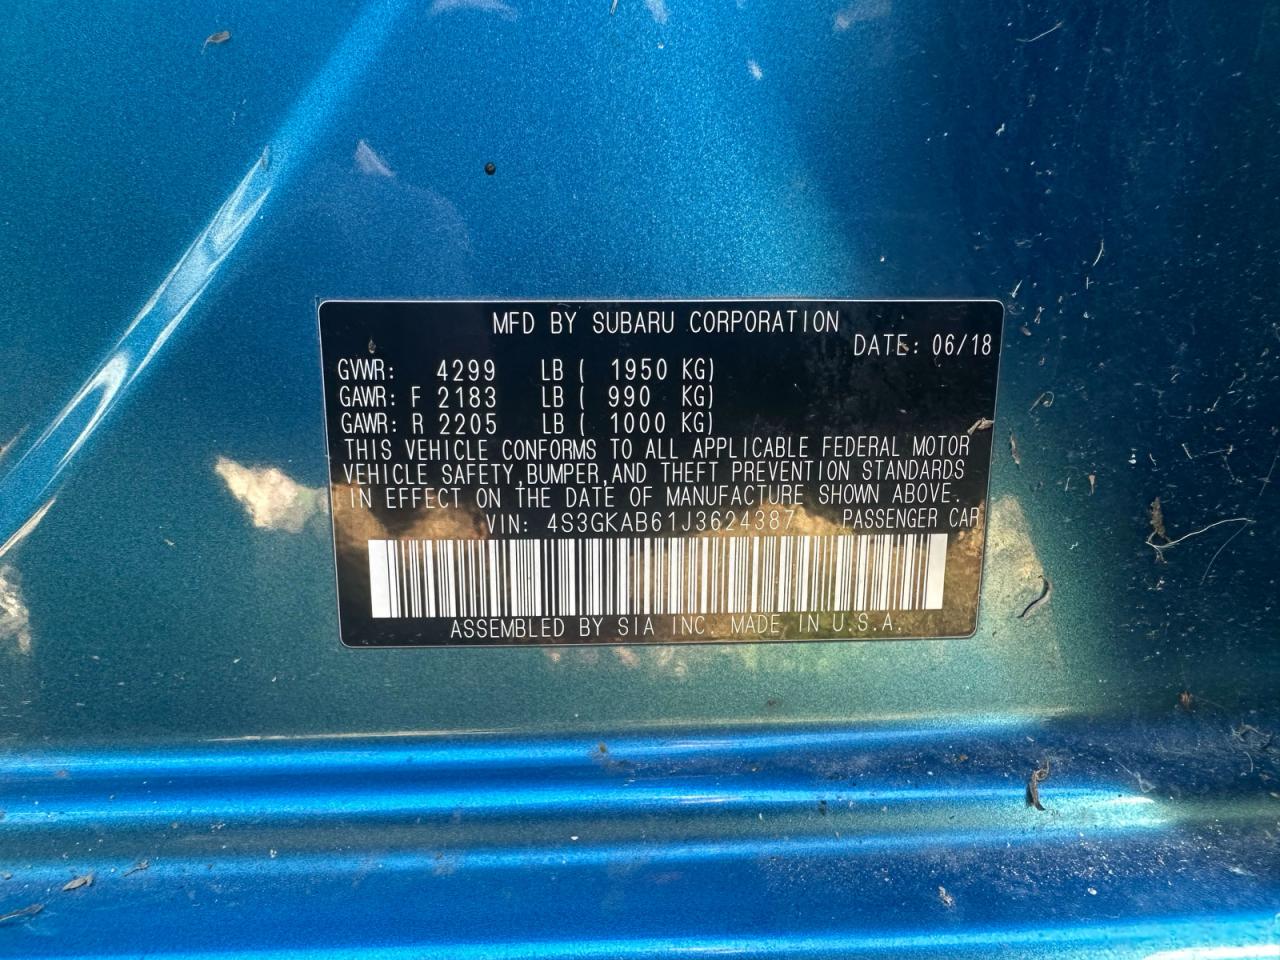 MFD BY SUBARU CORPORATION
DATE: 06/18
GVWR: 4299 LB ( 1950 KG)
GAWR: F 2183 LB ( 990 KG)
GAWR: R 2205 LB ( 1000 KG)
THIS VEHICLE CONFORMS TO ALL APPLICABLE FEDERAL MOTOR
VEHICLE SAFETY,BUMPER,AND THEFT PREVENTION STANDARDS
IN EFFECT ON THE DATE OF MANUFACTURE SHOWN ABOVE.
VIN: 4S3GKAB61J3624387 PASSENGER CAR
ASSEMBLED BY SIA INC. MADE IN U.S.A.